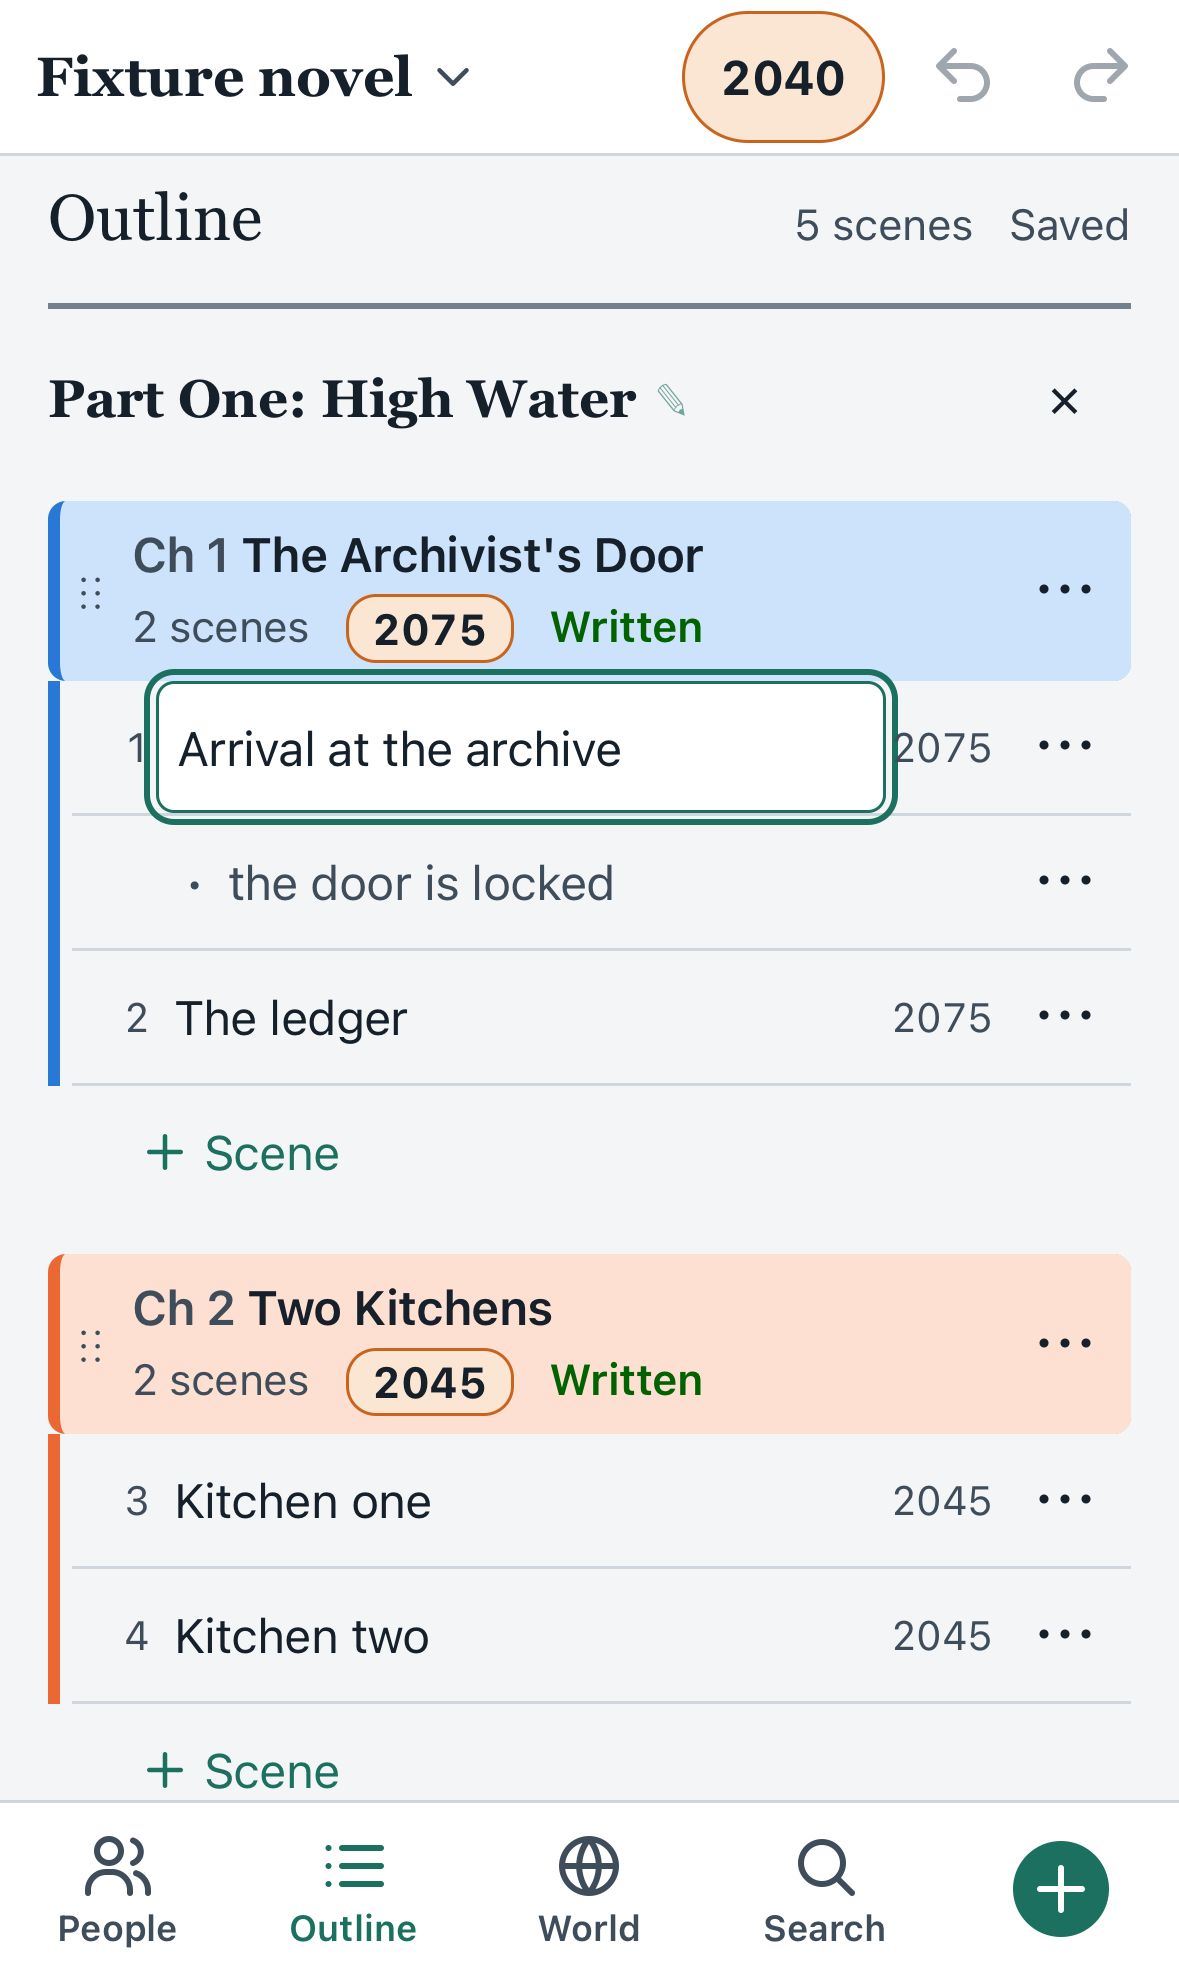 Fixture novel 2040
Outline 5 scenes Saved
Part One: High Water
Ch 1 The Archivist's Door
2 scenes 2075 Written
1 Arrival at the archive 2075
• the door is locked
2 The ledger 2075
+ Scene
Ch 2 Two Kitchens
2 scenes 2045 Written
3 Kitchen one 2045
4 Kitchen two 2045
+ Scene
People Outline World Search